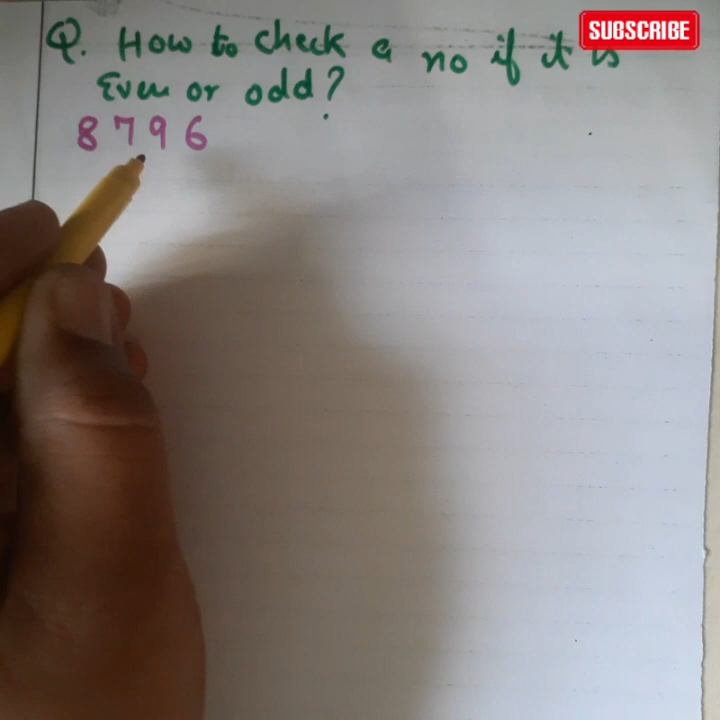 SUBSCRIBE
Q. How to check a no if it is
Even or odd?
8796